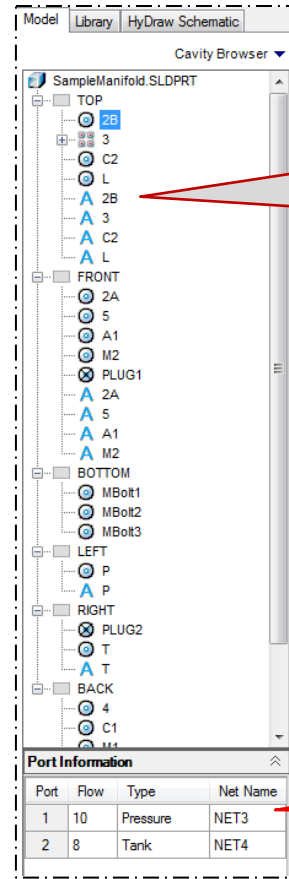 Model Library HyDraw Schematic
Cavity Browser
SampleManifold.SLDPRT
TOP
2B
3
C2
L
A 2B
A 3
A C2
A L
FRONT
2A
5
A1
M2
PLUG1
A 2A
A 5
A A1
A M2
BOTTOM
MBolt1
MBolt2
MBolt3
LEFT
P
A P
RIGHT
PLUG2
T
A T
BACK
4
C1
M1
Port Information
Port Flow Type Net Name
1 10 Pressure NET3
2 8 Tank NET4